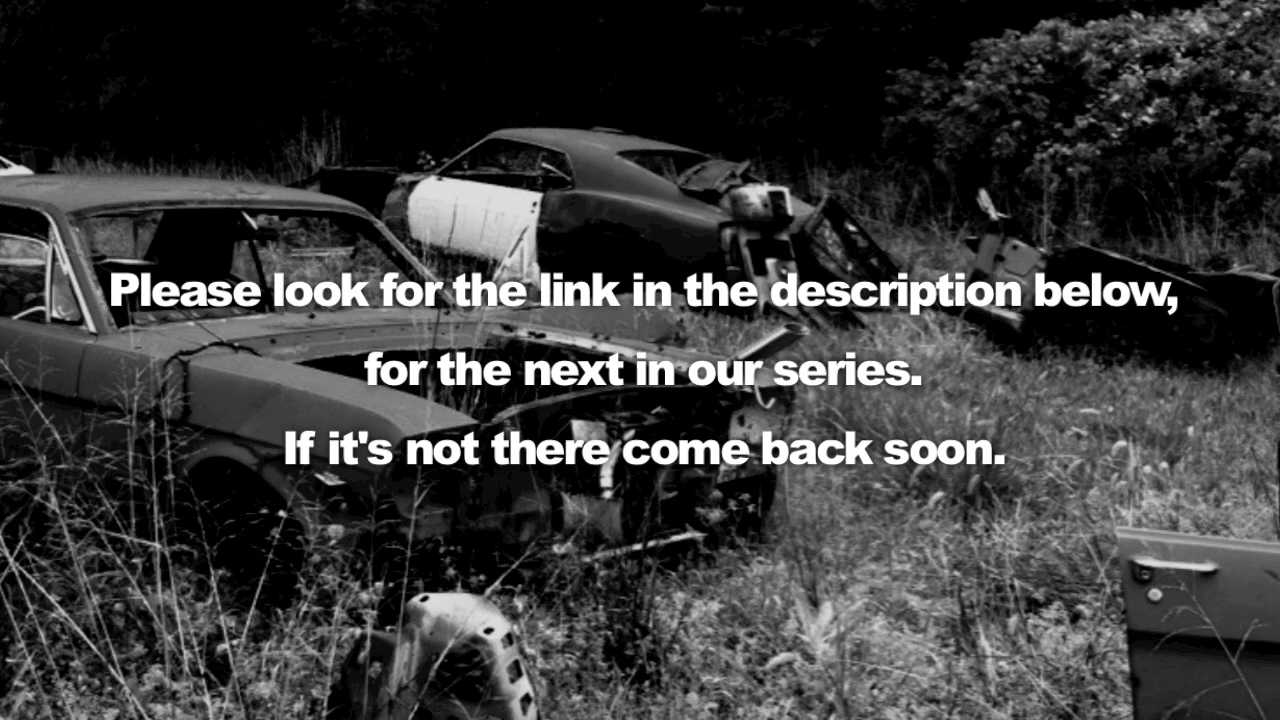 Please look for the link in the description below,
for the next in our series.
If it's not there come back soon.